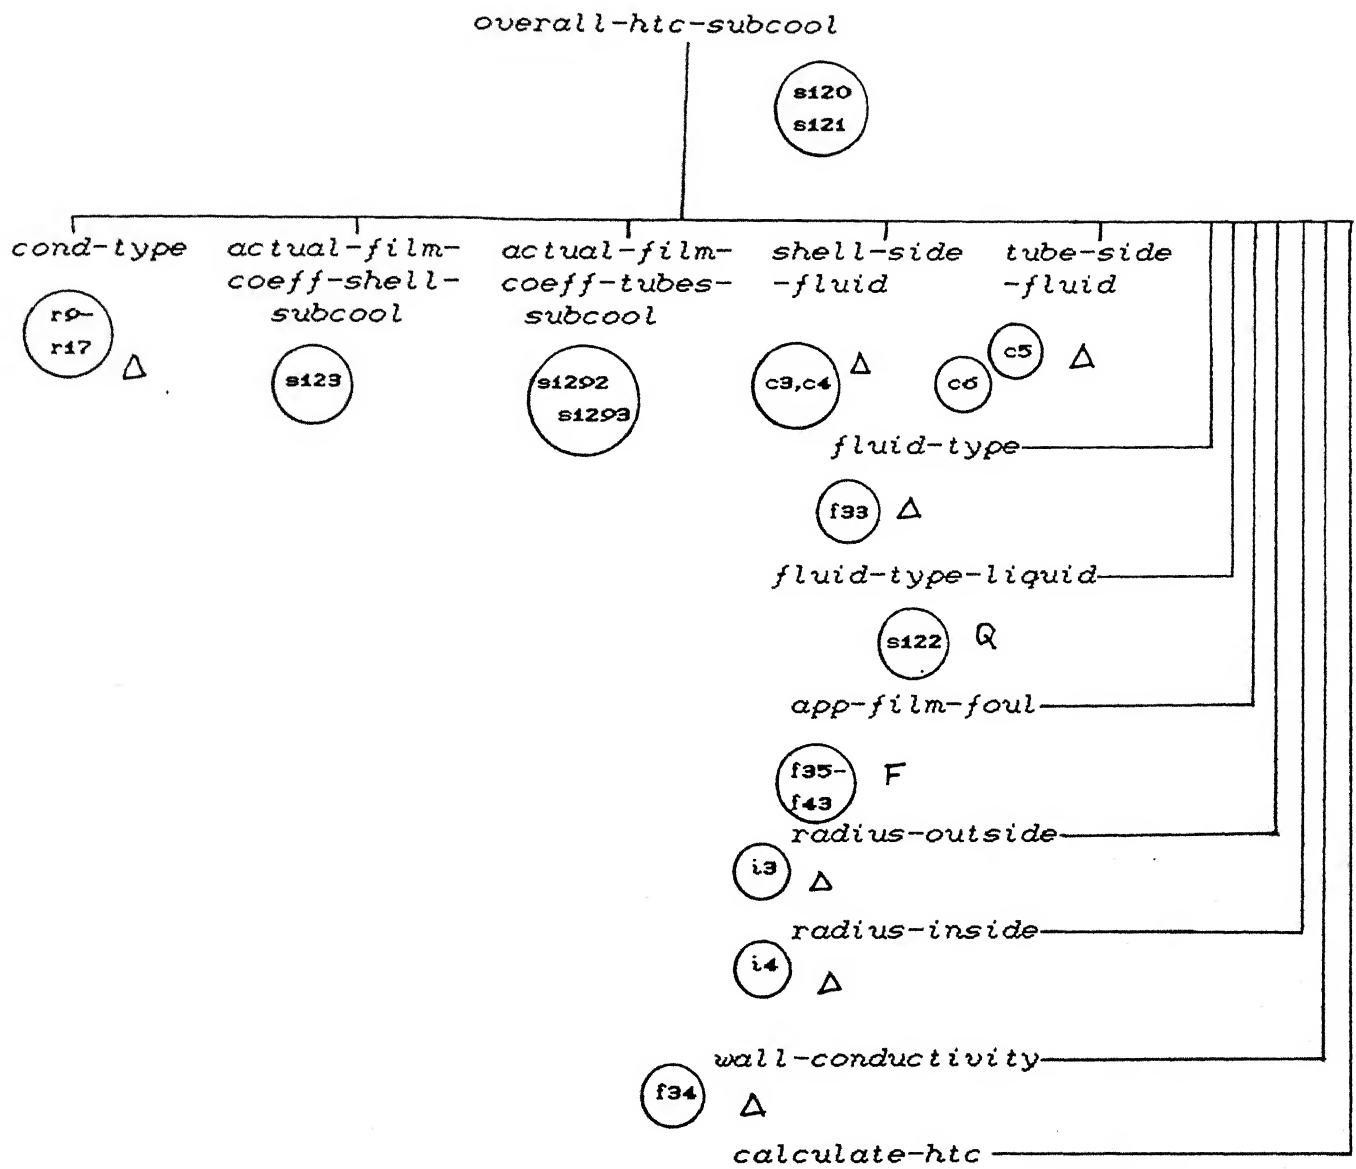 overall-htc-subcool
s120
s121
cond-type
r9-
r17
Δ
actual-film-
coeff-shell-
subcool
s123
actual-film-
coeff-tubes-
subcool
s1292
s1293
shell-side
-fluid
c3,c4
Δ
tube-side
-fluid
c5
c6
Δ
fluid-type
f33
Δ
fluid-type-liquid
s122
Q
app-film-foul
f35-
f43
F
radius-outside
i3
Δ
radius-inside
i4
Δ
wall-conductivity
f34
Δ
calculate-htc